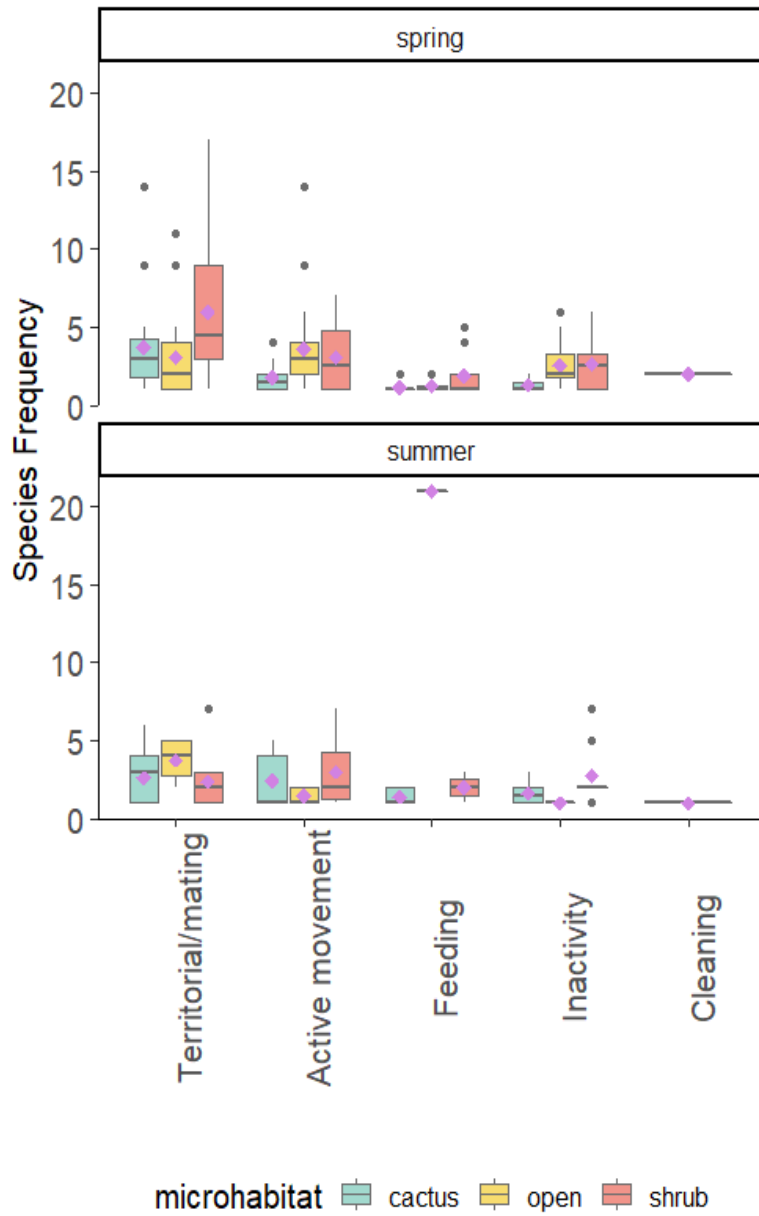 spring
20
15
10
5
0
summer
20
15
10
5
0
Species Frequency
Territorial/mating
Active movement
Feeding
Inactivity
Cleaning
microhabitat cactus open shrub